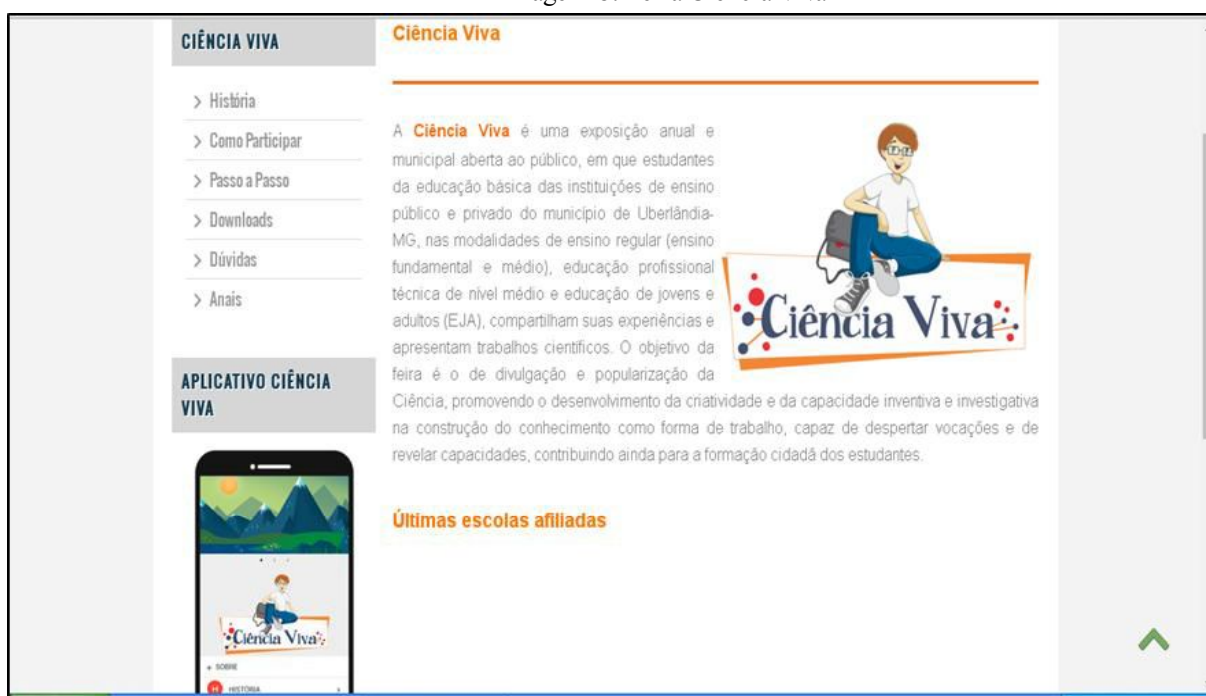 CIÊNCIA VIVA
> História
> Como Participar
> Passo a Passo
> Downloads
> Dúvidas
> Anais
APLICATIVO CIÊNCIA
VIVA
Ciência Viva
+ SOBRE
H HISTÓRIA >
Ciência Viva
A Ciência Viva é uma exposição anual e
municipal aberta ao público, em que estudantes
da educação básica das instituições de ensino
público e privado do município de Uberlândia-
MG, nas modalidades de ensino regular (ensino
fundamental e médio), educação profissional
técnica de nível médio e educação de jovens e
adultos (EJA), compartilham suas experiências e
apresentam trabalhos científicos. O objetivo da
feira é o de divulgação e popularização da
Ciência, promovendo o desenvolvimento da criatividade e da capacidade inventiva e investigativa
na construção do conhecimento como forma de trabalho, capaz de despertar vocações e de
revelar capacidades, contribuindo ainda para a formação cidadã dos estudantes.
Ciência Viva
Últimas escolas afiliadas